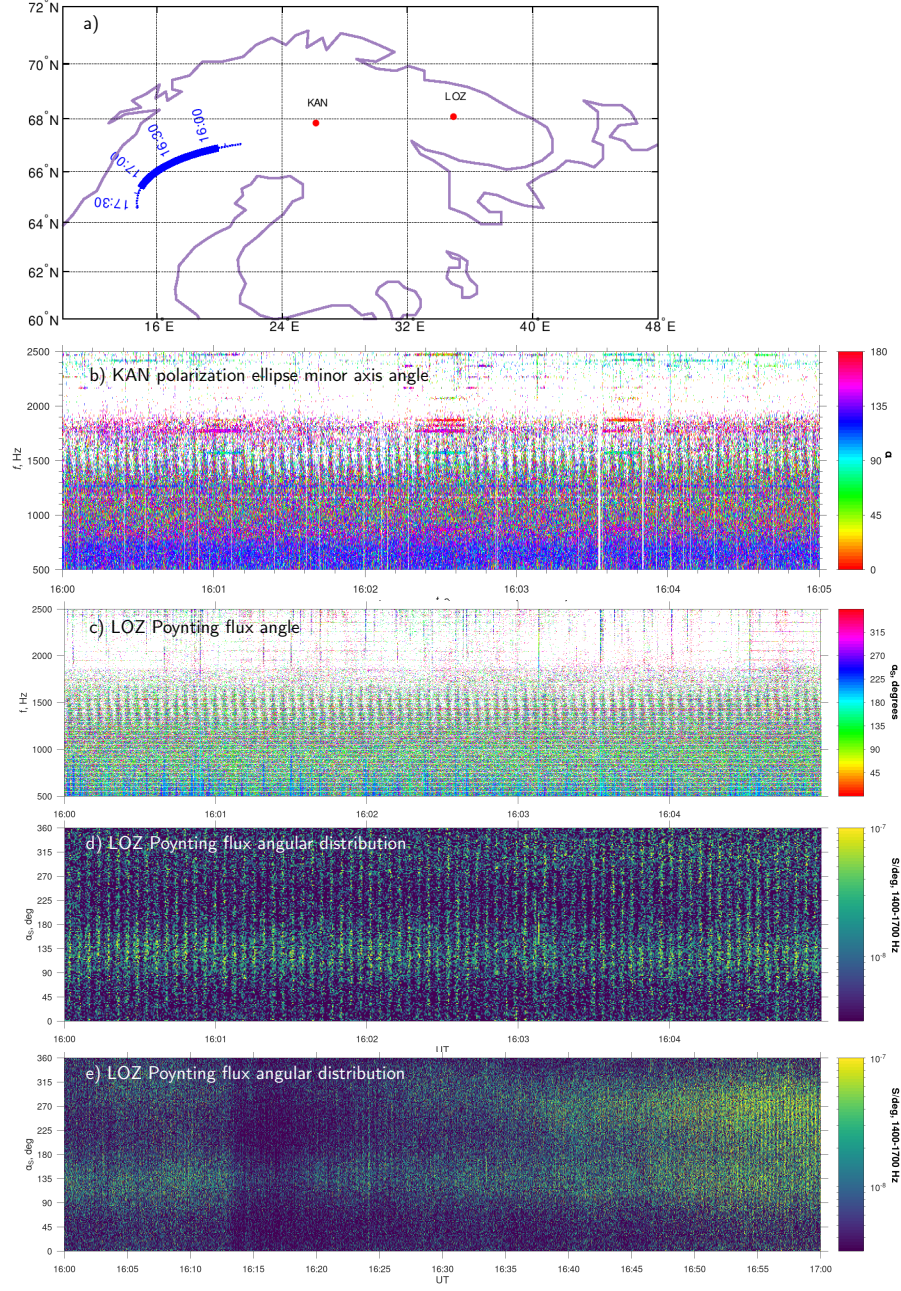 72°N
a)
70°N
KAN
LOZ
68°N
16:00
16:30
17:00
66°N
17:30
64°N
62°N
60°N
16°E
24°E
32°E
40°E
48°E
2500
b) KAN polarization ellipse minor axis angle
2000
f, Hz
1500
1000
500
16:00
16:01
16:02
16:03
16:04
16:05
180
135
90
45
0
α
2500
c) LOZ Poynting flux angle
2000
f, Hz
1500
1000
500
16:00
16:01
16:02
16:03
16:04
315
270
225
180
135
90
45
αS, degrees
360
d) LOZ Poynting flux angular distribution
315
270
225
αS, deg
180
135
90
45
0
16:00
16:01
16:02
16:03
16:04
UT
10-7
10-8
S/deg, 1400-1700 Hz
360
e) LOZ Poynting flux angular distribution
315
270
225
αS, deg
180
135
90
45
0
16:00
16:05
16:10
16:15
16:20
16:25
16:30
16:35
16:40
16:45
16:50
16:55
17:00
UT
10-7
10-8
S/deg, 1400-1700 Hz